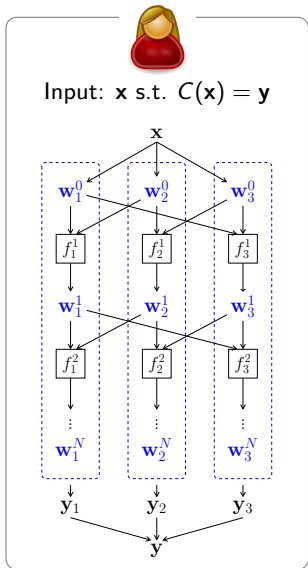 Input: x s.t. C(x) = y
x
w₁⁰ w₂⁰ w₃⁰
f₁¹ f₂¹ f₃¹
w₁¹ w₂¹ w₃¹
f₁² f₂² f₃²
⋮ ⋮ ⋮
w₁ᴺ w₂ᴺ w₃ᴺ
y₁ y₂ y₃
y